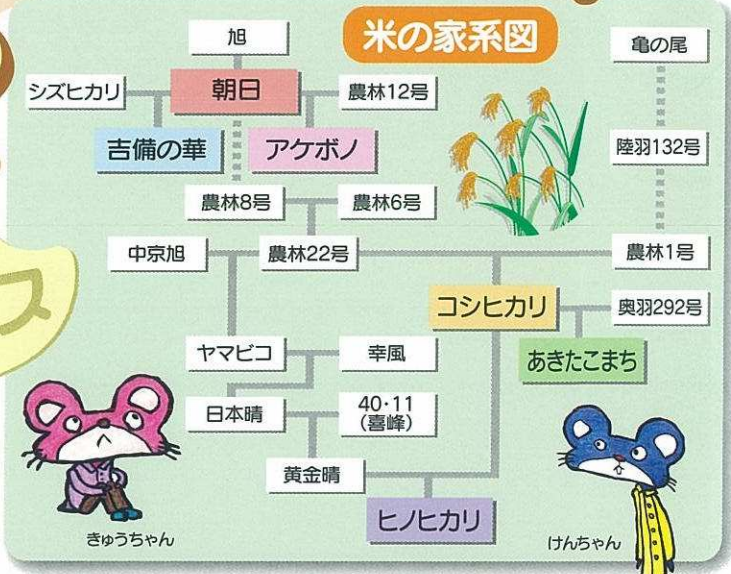 米の家系図
旭
亀の尾
シズヒカリ
朝日
農林12号
吉備の華
アケボノ
陸羽132号
農林8号
農林6号
中京旭
農林22号
農林1号
コシヒカリ
奥羽292号
ヤマビコ
幸風
あきたこまち
日本晴
40・11
(喜峰)
黄金晴
ヒノヒカリ
きゅうちゃん
けんちゃん
ス